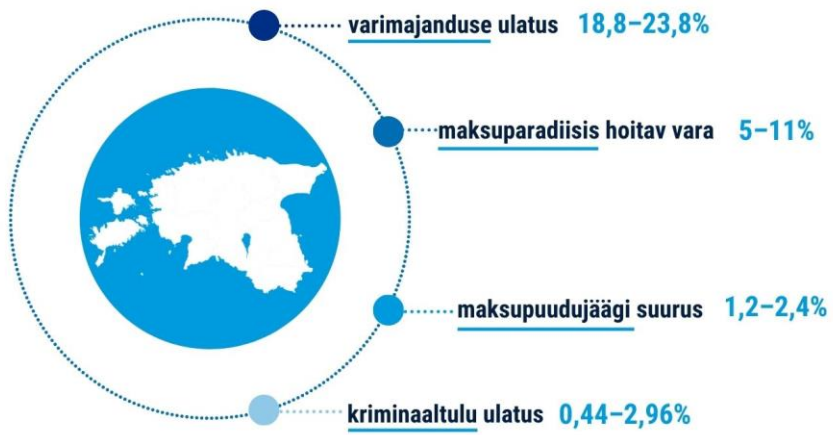 varimajanduse ulatus 18,8–23,8%
maksuparadiisis hoitav vara 5–11%
maksupuudujäägi suurus 1,2–2,4%
kriminaaltulu ulatus 0,44–2,96%